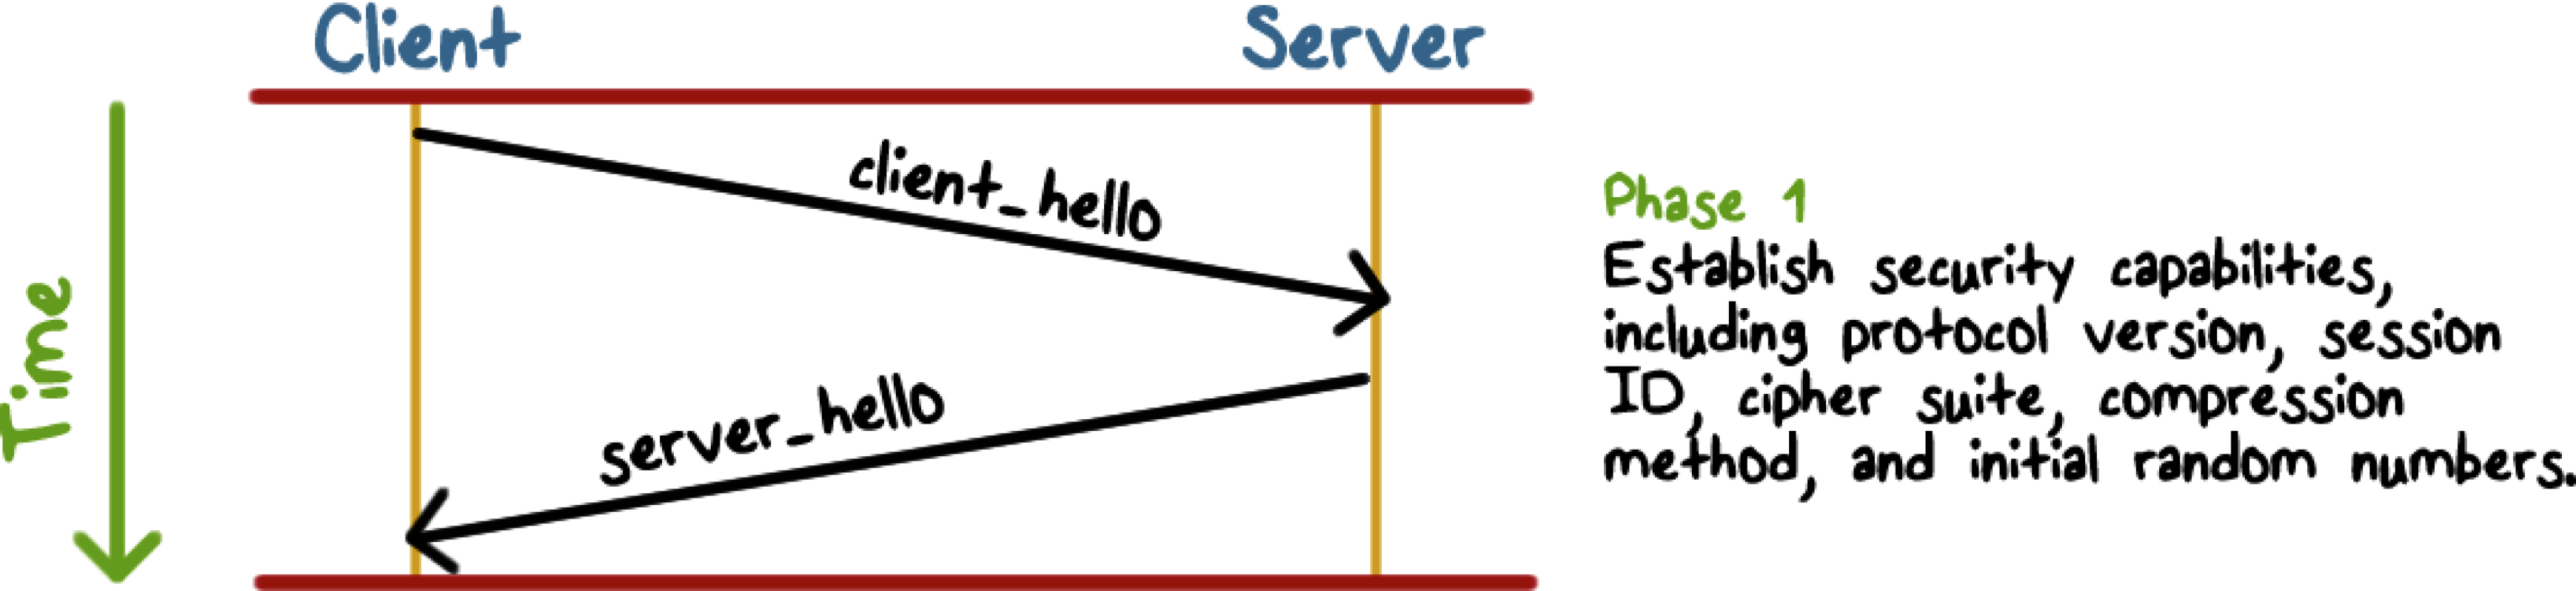 Client
Server
client_hello
Phase 1
Establish security capabilities,
including protocol version, session
ID, cipher suite, compression
method, and initial random numbers.
server_hello
Time